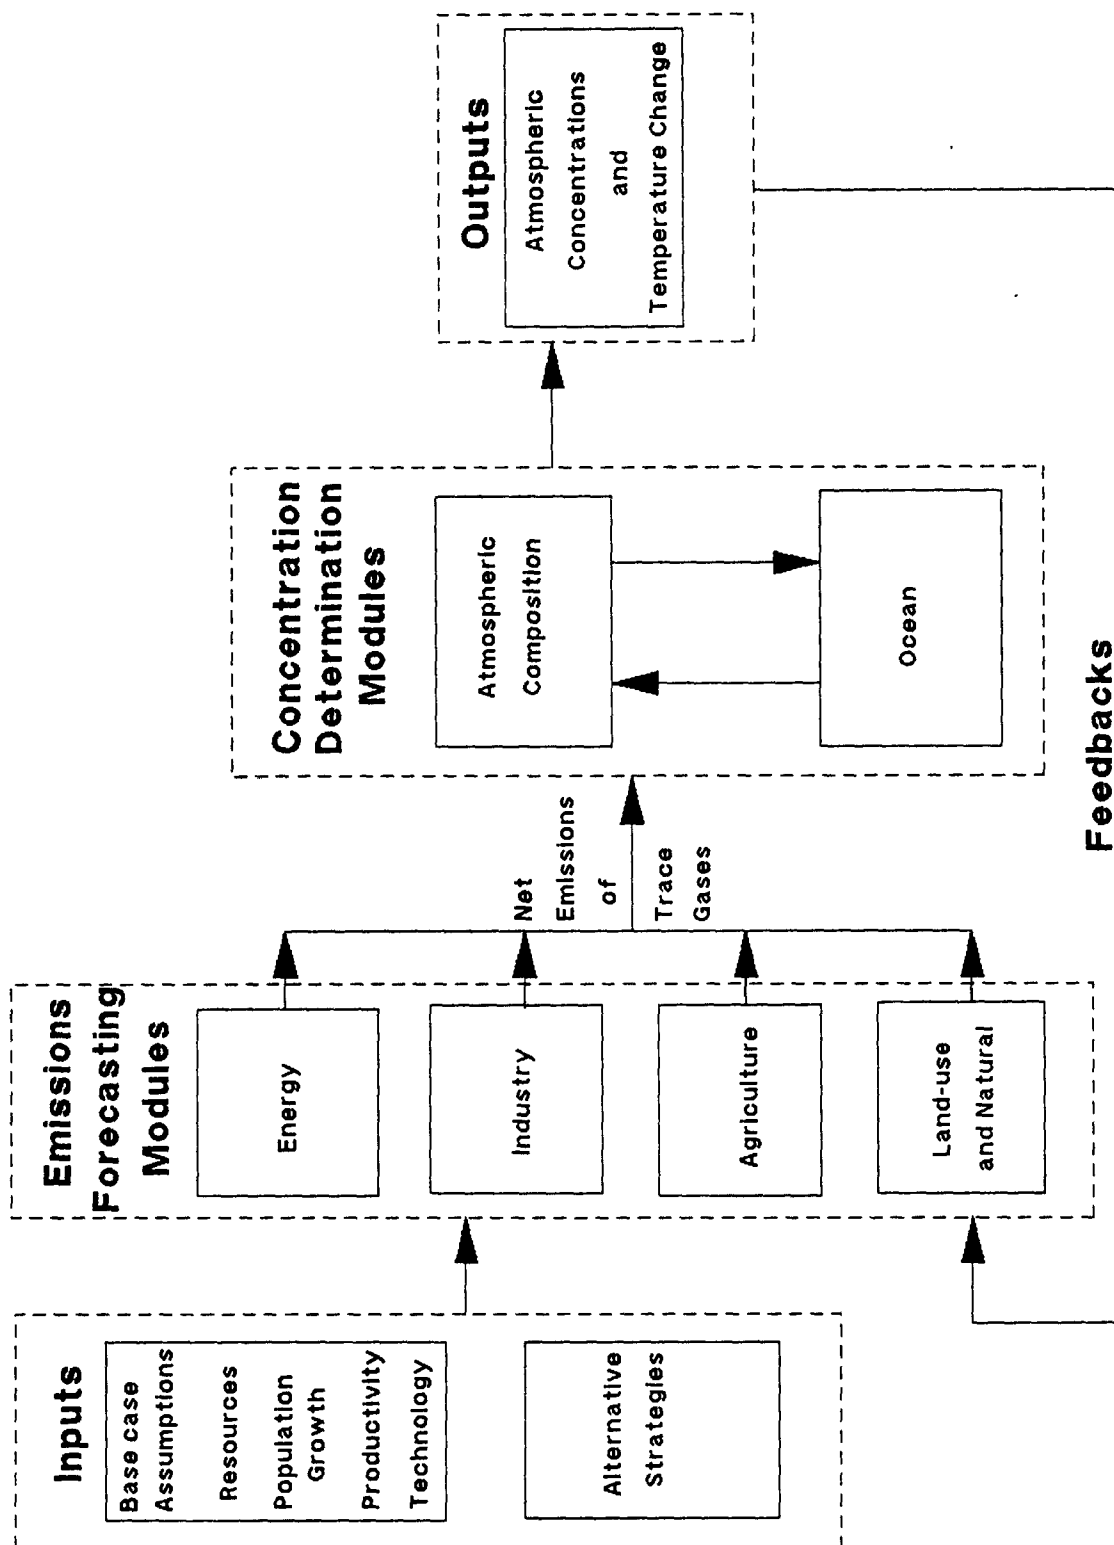 Inputs
Base case
Assumptions
Resources
Population
Growth
Productivity
Technology
Alternative
Strategies
Emissions
Forecasting
Modules
Energy
Industry
Agriculture
Land-use
and Natural
Net
Emissions
of
Trace
Gases
Concentration
Determination
Modules
Atmospheric
Composition
Ocean
Outputs
Atmospheric
Concentrations
and
Temperature Change
Feedbacks